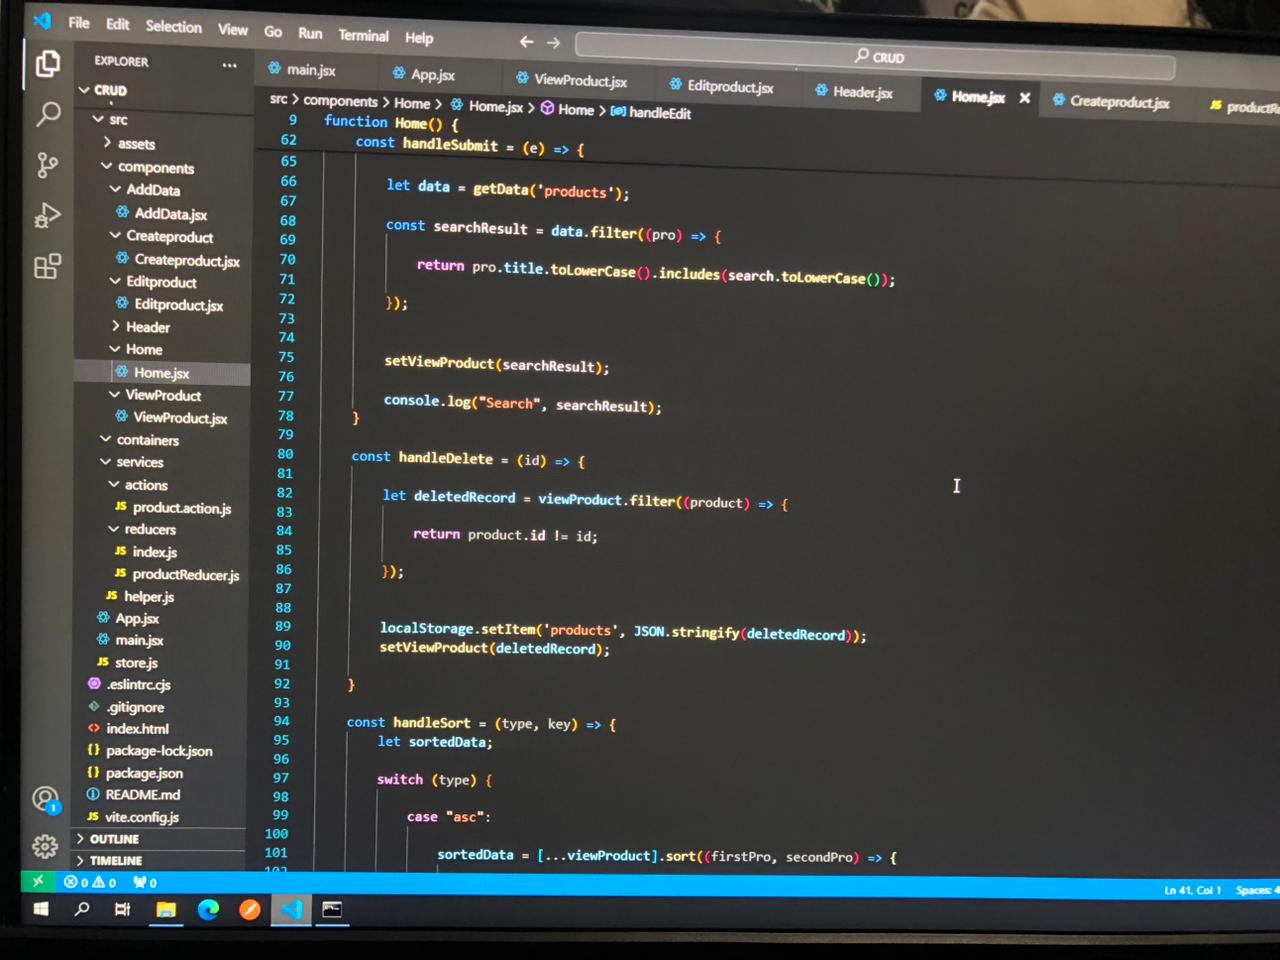 File Edit Selection View Go Run Terminal Help
CRUD
EXPLORER
main.jsx App.jsx ViewProduct.jsx Editproduct.jsx Header.jsx Home.jsx Createproduct.jsx
CRUD
src
assets
components
AddData
AddData.jsx
Createproduct
Createproduct.jsx
Editproduct
Editproduct.jsx
Header
Home
Home.jsx
ViewProduct
ViewProduct.jsx
containers
services
actions
JS product.action.js
reducers
JS index.js
JS productReducer.js
JS helper.js
App.jsx
main.jsx
JS store.js
.eslintrc.cjs
.gitignore
<> index.html
{} package-lock.json
{} package.json
README.md
JS vite.config.js
OUTLINE
TIMELINE
src > components > Home > Home.jsx > Home > handleEdit
9 function Home() {
62 const handleSubmit = (e) => {
65
66 let data = getData('products');
67
68 const searchResult = data.filter((pro) => {
69
70 return pro.title.toLowerCase().includes(search.toLowerCase());
71
72 });
73
74
75 setViewProduct(searchResult);
76
77 console.log("Search", searchResult);
78 }
79
80 const handleDelete = (id) => {
81
82 let deletedRecord = viewProduct.filter((product) => {
83
84 return product.id != id;
85
86 });
87
88
89 localStorage.setItem('products', JSON.stringify(deletedRecord));
90 setViewProduct(deletedRecord);
91
92 }
93
94 const handleSort = (type, key) => {
95 let sortedData;
96
97 switch (type) {
98
99 case "asc":
100
101 sortedData = [...viewProduct].sort((firstPro, secondPro) => {
0 0 0
Ln 41, Col 1 Spaces:
1